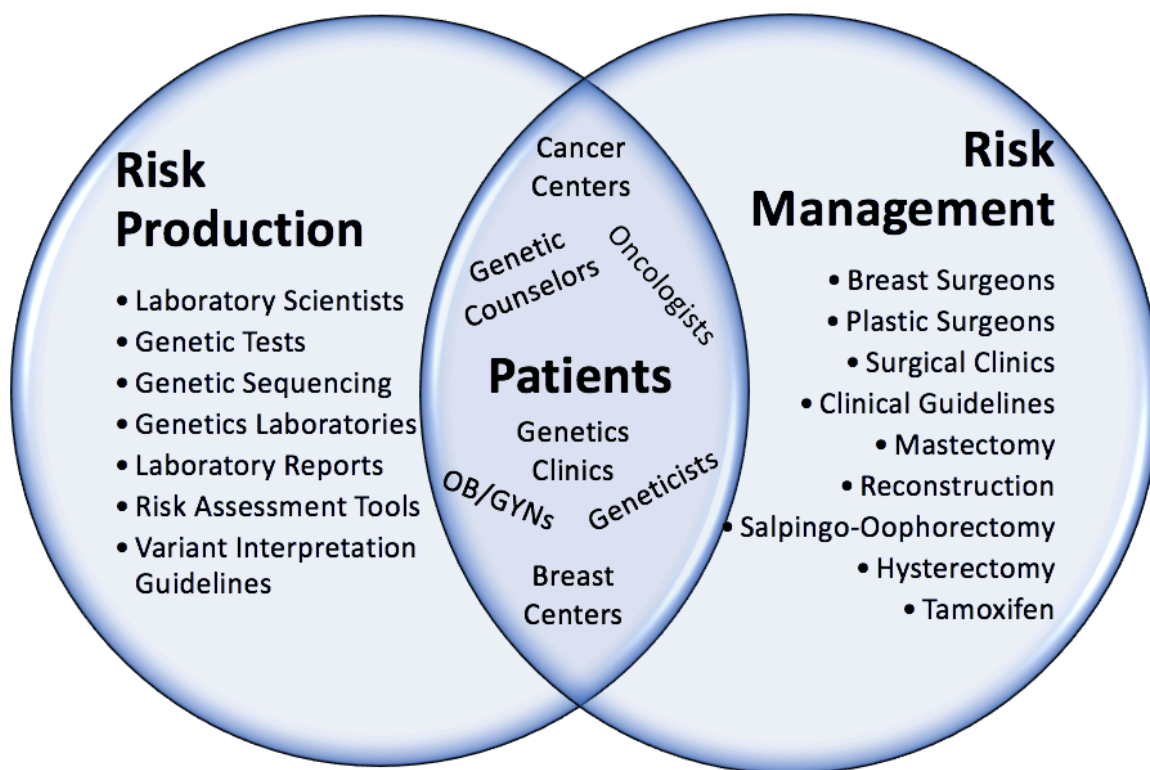 Risk
Production
• Laboratory Scientists
• Genetic Tests
• Genetic Sequencing
• Genetics Laboratories
• Laboratory Reports
• Risk Assessment Tools
• Variant Interpretation
Guidelines
Cancer
Centers
Genetic
Counselors
Oncologists
Patients
Genetics
Clinics
OB/GYNs
Geneticists
Breast
Centers
Risk
Management
• Breast Surgeons
• Plastic Surgeons
• Surgical Clinics
• Clinical Guidelines
• Mastectomy
• Reconstruction
• Salpingo-Oophorectomy
• Hysterectomy
• Tamoxifen